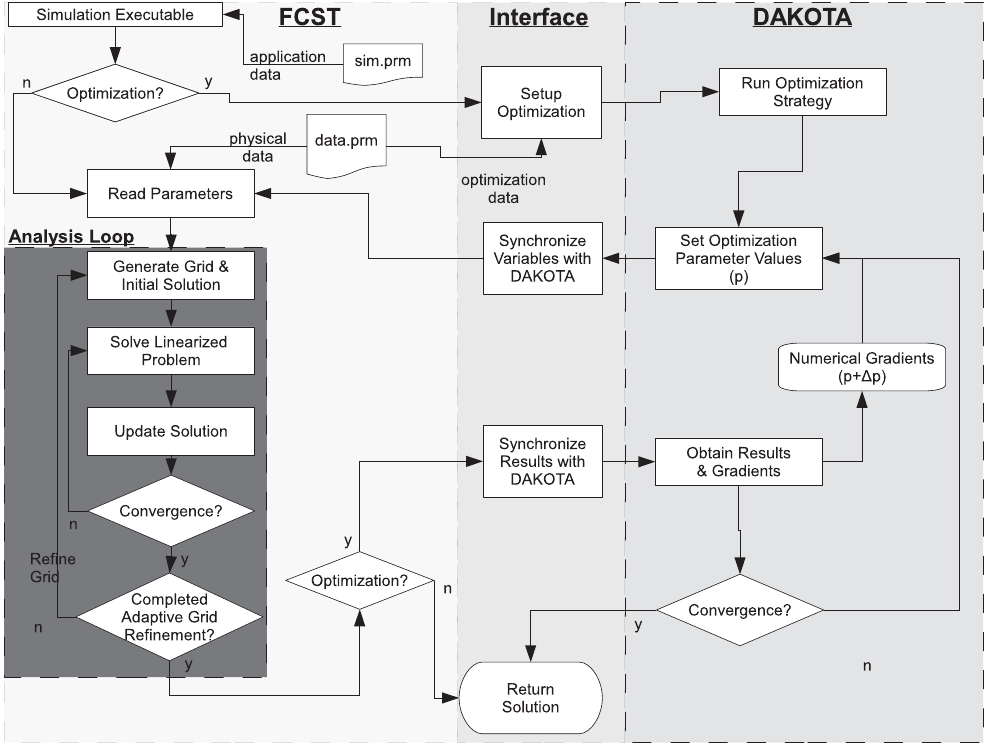 FCST
Interface
DAKOTA
Simulation Executable
application
data
sim.prm
n
Optimization?
y
Setup
Optimization
Run Optimization
Strategy
physical
data
data.prm
optimization
data
Read Parameters
Analysis Loop
Generate Grid &
Initial Solution
Synchronize
Variables with
DAKOTA
Set Optimization
Parameter Values
(p)
Solve Linearized
Problem
Numerical Gradients
(p+Δp)
Update Solution
Synchronize
Results with
DAKOTA
Obtain Results
& Gradients
Convergence?
n
y
Refine
Grid
Completed
Adaptive Grid
Refinement?
n
y
y
Optimization?
n
Convergence?
y
n
Return
Solution